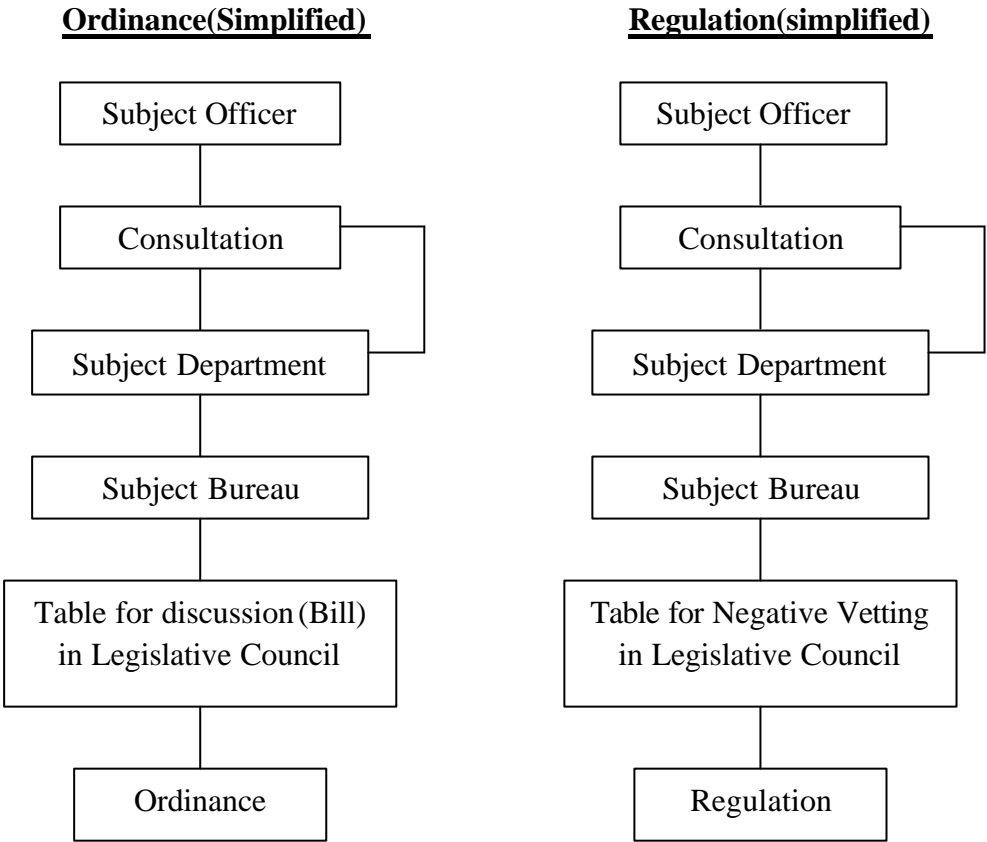 Ordinance(Simplified)
Subject Officer
Consultation
Subject Department
Subject Bureau
Table for discussion (Bill)
in Legislative Council
Ordinance
Regulation(simplified)
Subject Officer
Consultation
Subject Department
Subject Bureau
Table for Negative Vetting
in Legislative Council
Regulation